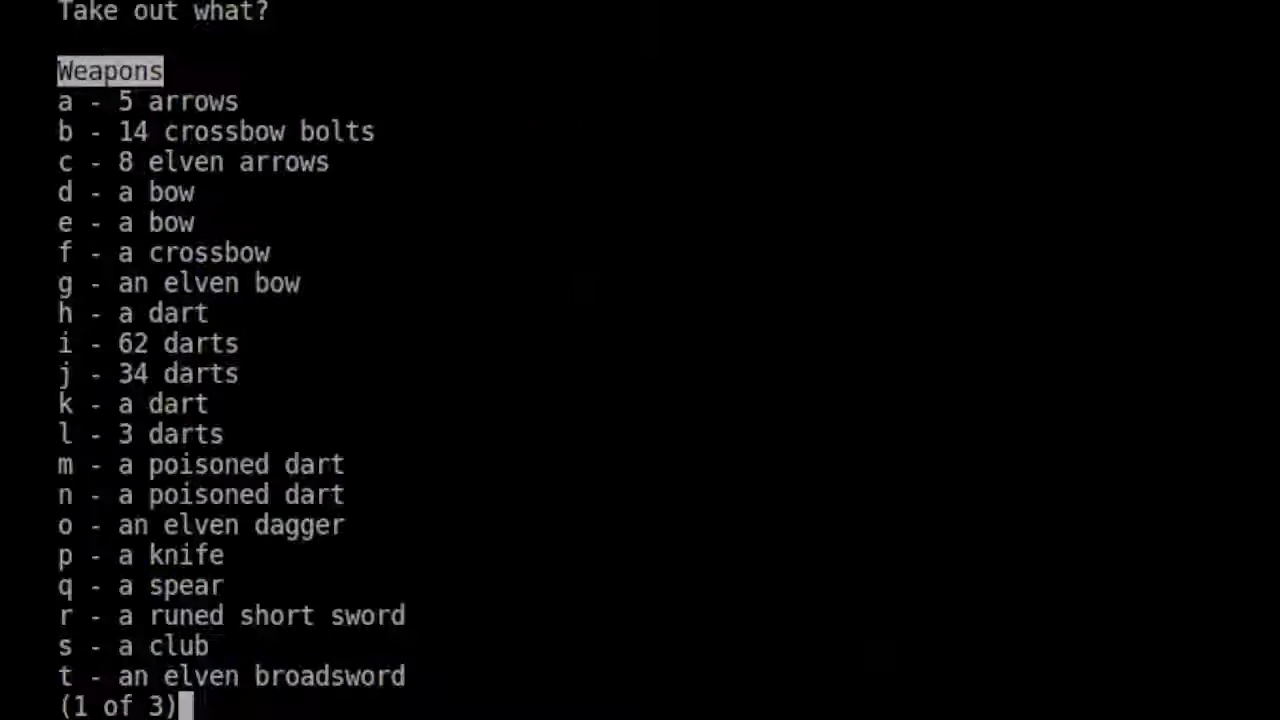 Take out what?
Weapons
a - 5 arrows
b - 14 crossbow bolts
c - 8 elven arrows
d - a bow
e - a bow
f - a crossbow
g - an elven bow
h - a dart
i - 62 darts
j - 34 darts
k - a dart
l - 3 darts
m - a poisoned dart
n - a poisoned dart
o - an elven dagger
p - a knife
q - a spear
r - a runed short sword
s - a club
t - an elven broadsword
(1 of 3)